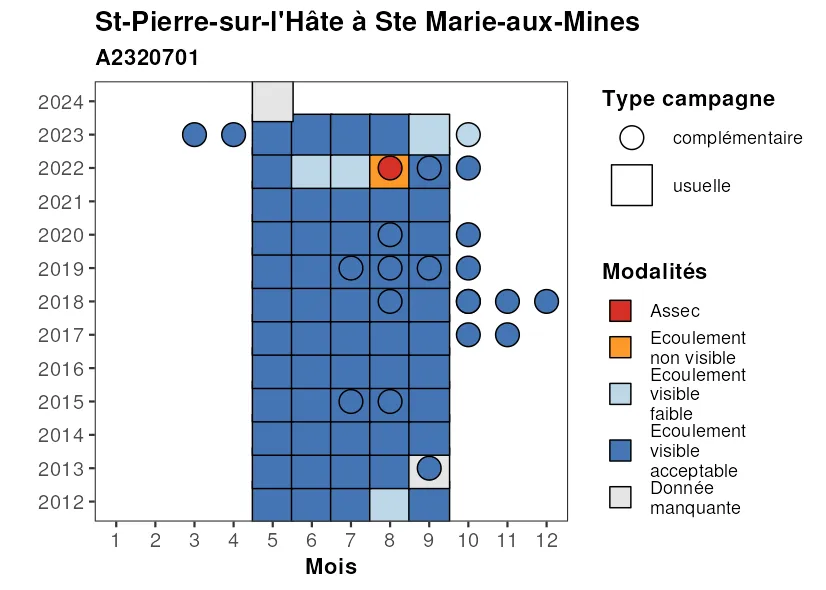 St-Pierre-sur-l'Hâte à Ste Marie-aux-Mines
A2320701
2024
2023
2022
2021
2020
2019
2018
2017
2016
2015
2014
2013
2012
1 2 3 4 5 6 7 8 9 10 11 12
Mois
Type campagne
complémentaire
usuelle
Modalités
Assec
Ecoulement
non visible
Ecoulement
visible
faible
Ecoulement
visible
acceptable
Donnée
manquante